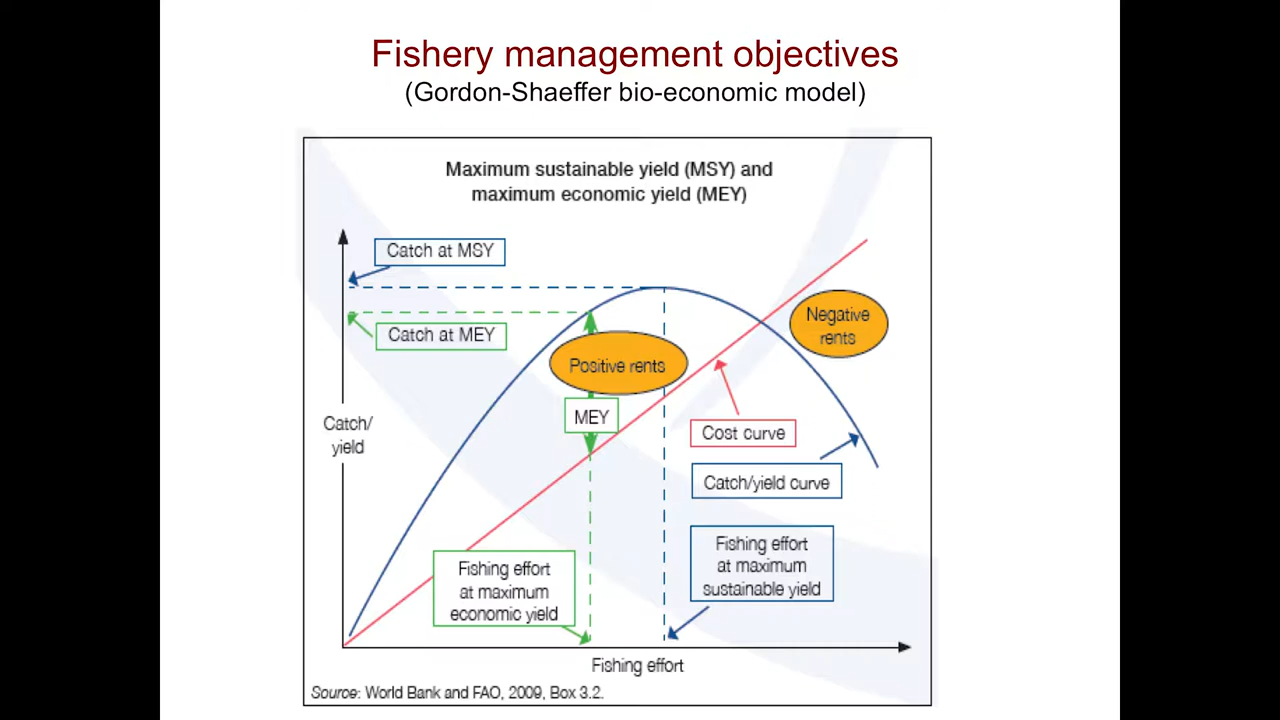 Fishery management objectives
(Gordon-Shaeffer bio-economic model)
Maximum sustainable yield (MSY) and
maximum economic yield (MEY)
Catch at MSY
Catch at MEY
Negative
rents
Positive rents
MEY
Catch/
yield
Cost curve
Catch/yield curve
Fishing effort
at maximum
economic yield
Fishing effort
at maximum
sustainable yield
Fishing effort
Source: World Bank and FAO, 2009, Box 3.2.